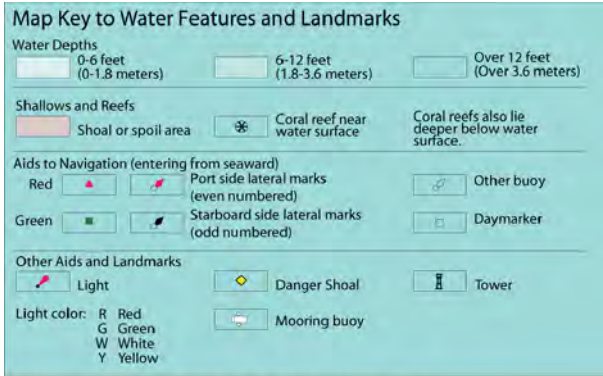 Map Key to Water Features and Landmarks
Water Depths
0-6 feet
(0-1.8 meters)
6-12 feet
(1.8-3.6 meters)
Over 12 feet
(Over 3.6 meters)
Shallows and Reefs
Shoal or spoil area
Coral reef near
water surface
Coral reefs also lie
deeper below water
surface.
Aids to Navigation (entering from seaward)
Red
Port side lateral marks
(even numbered)
Other buoy
Green
Starboard side lateral marks
(odd numbered)
Daymarker
Other Aids and Landmarks
Light
Danger Shoal
Tower
Light color: R Red
G Green
W White
Y Yellow
Mooring buoy